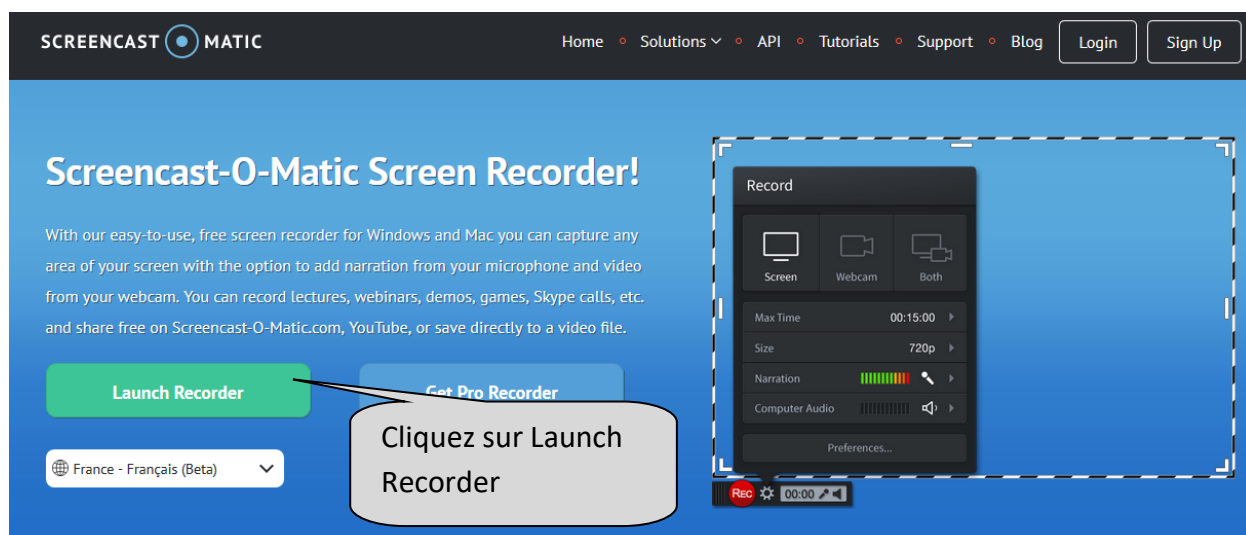 SCREENCAST MATIC
Home Solutions API Tutorials Support Blog Login Sign Up
Screencast-O-Matic Screen Recorder!
With our easy-to-use, free screen recorder for Windows and Mac you can capture any
area of your screen with the option to add narration from your microphone and video
from your webcam. You can record lectures, webinars, demos, games, Skype calls, etc.
and share free on Screencast-O-Matic.com, YouTube, or save directly to a video file.
Launch Recorder
Get Pro Recorder
France - Français (Beta)
Cliquez sur Launch
Recorder
Record
Screen Webcam Both
Max Time 00:15:00
Size 720p
Narration
Computer Audio
Preferences...
REC 00:00